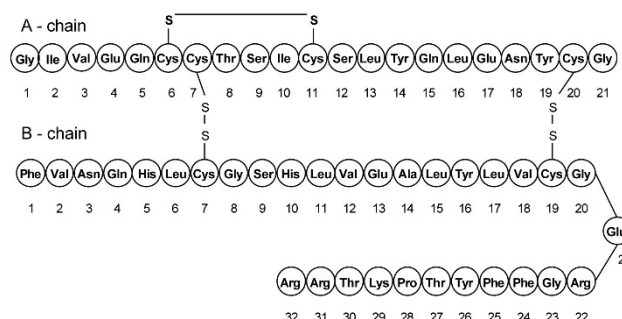 S S
A - chain
Gly Ile Val Glu Gln Cys Cys Thr Ser Ile Cys Ser Leu Tyr Gln Leu Glu Asn Tyr Cys Gly
1 2 3 4 5 6 7 8 9 10 11 12 13 14 15 16 17 18 19 20 21
S S
S S
B - chain
Phe Val Asn Gln His Leu Cys Gly Ser His Leu Val Glu Ala Leu Tyr Leu Val Cys Gly
1 2 3 4 5 6 7 8 9 10 11 12 13 14 15 16 17 18 19 20
Glu
Arg Arg Thr Lys Pro Thr Tyr Phe Phe Gly Arg
32 31 30 29 28 27 26 25 24 23 22